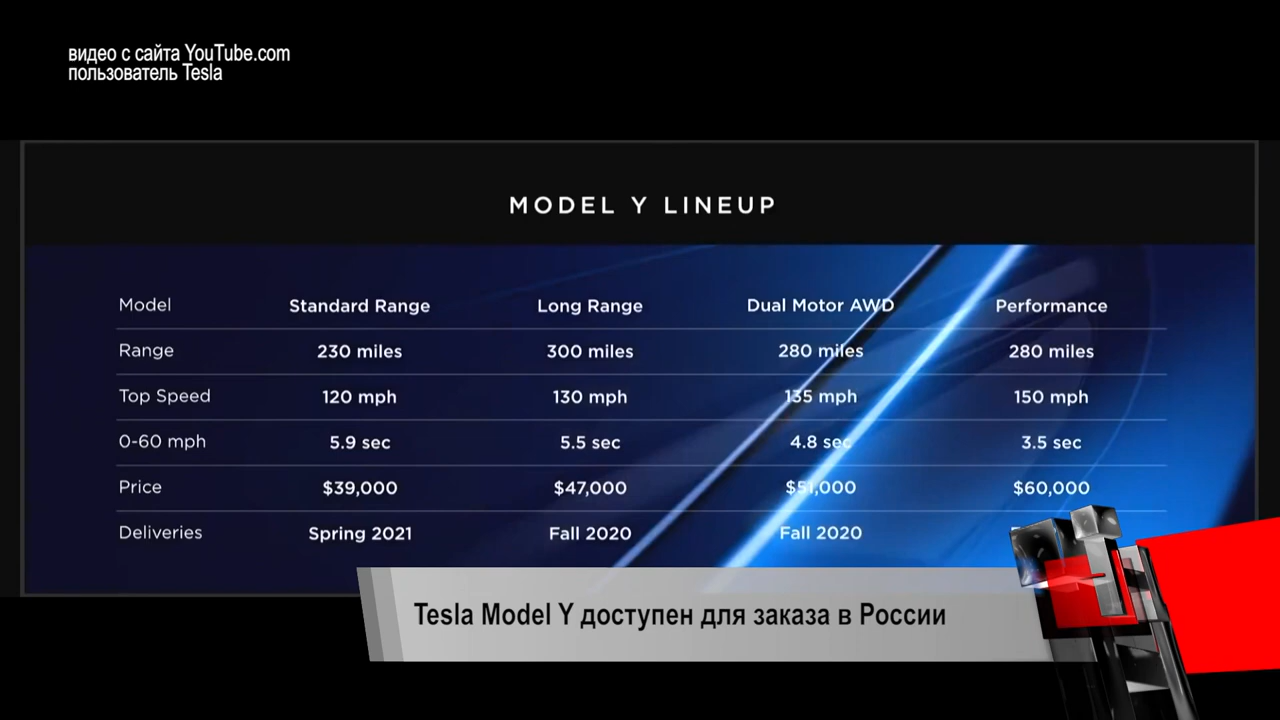 видео с сайта YouTube.com
пользователь Tesla
MODEL Y LINEUP
Model Standard Range Long Range Dual Motor AWD Performance
Range 230 miles 300 miles 280 miles 280 miles
Top Speed 120 mph 130 mph 135 mph 150 mph
0-60 mph 5.9 sec 5.5 sec 4.8 sec 3.5 sec
Price $39,000 $47,000 $51,000 $60,000
Deliveries Spring 2021 Fall 2020 Fall 2020
Tesla Model Y доступен для заказа в России